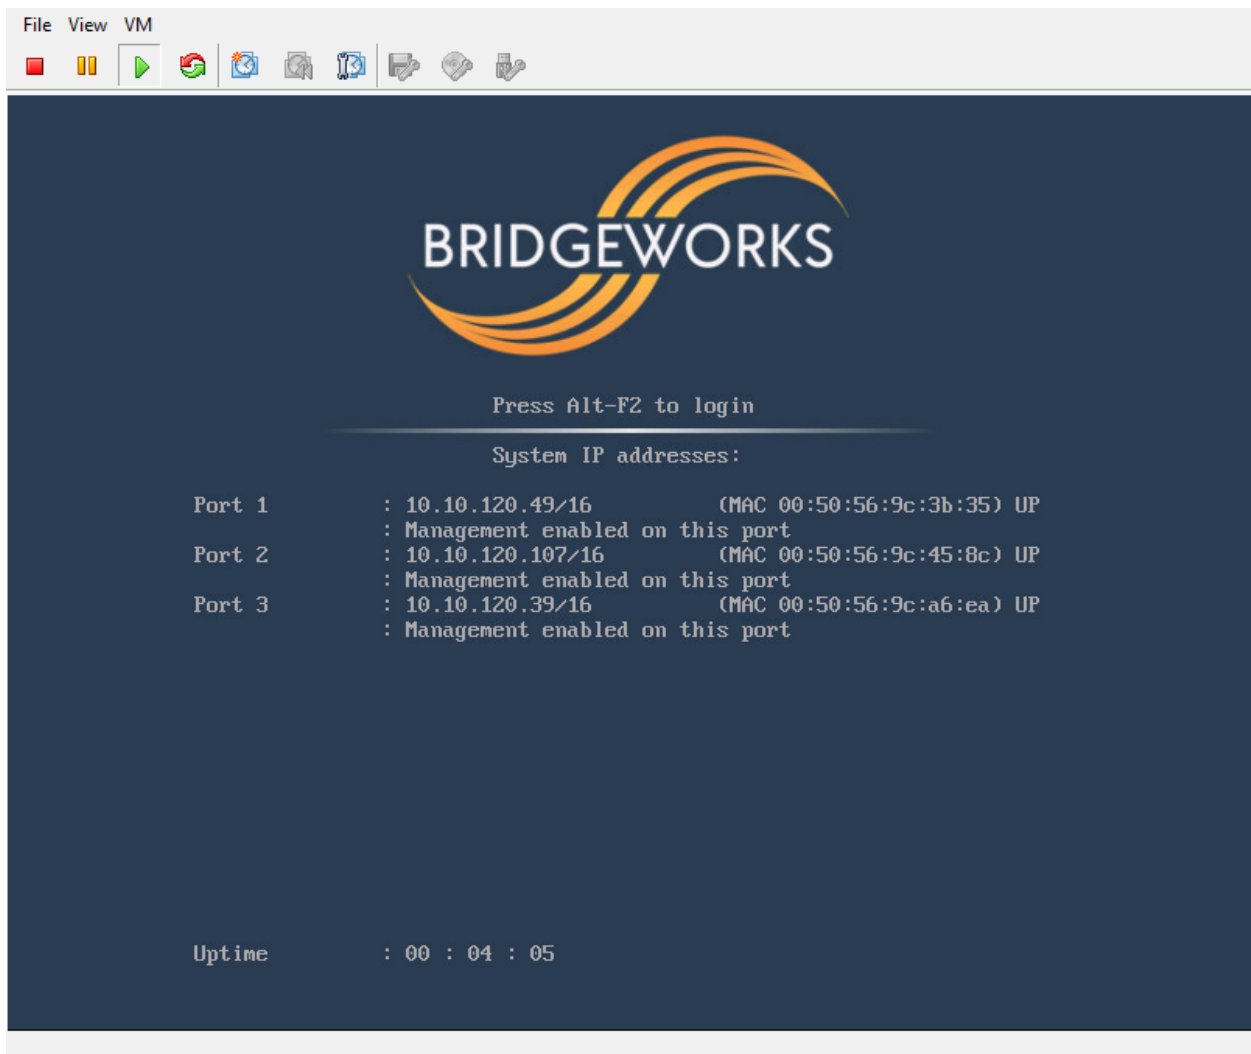 File View VM
BRIDGEWORKS
Press Alt-F2 to login
System IP addresses:
Port 1 : 10.10.120.49/16 (MAC 00:50:56:9c:3b:35) UP
: Management enabled on this port
Port 2 : 10.10.120.107/16 (MAC 00:50:56:9c:45:8c) UP
: Management enabled on this port
Port 3 : 10.10.120.39/16 (MAC 00:50:56:9c:a6:ea) UP
: Management enabled on this port
Uptime : 00 : 04 : 05